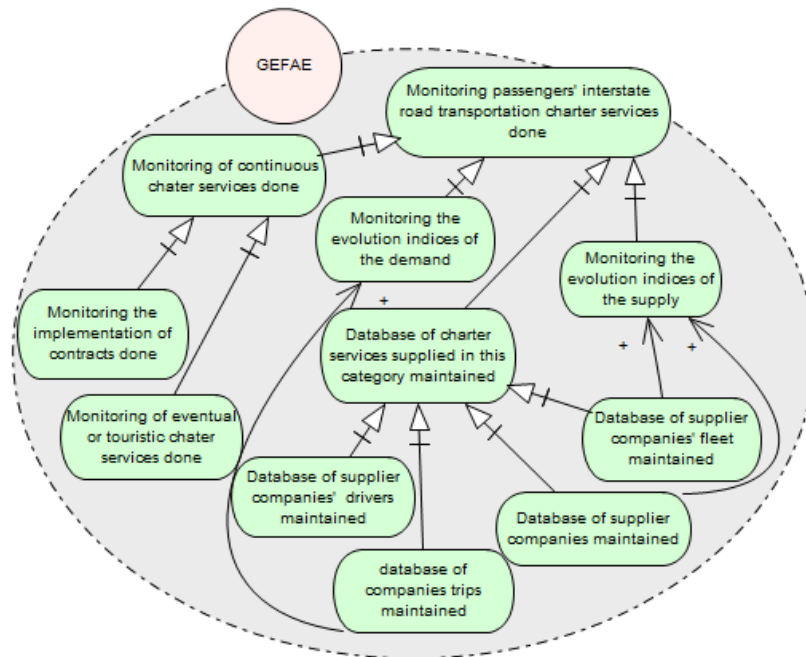 GEFAE
Monitoring passengers' interstate
road transportation charter services
done
Monitoring of continuous
chater services done
Monitoring the
evolution indices of
the demand
Monitoring the
evolution indices of
the supply
Monitoring the
implementation of
contracts done
+
Database of charter
services supplied in this
category maintained
+
+
Monitoring of eventual
or touristic chater
services done
Database of supplier
companies' fleet
maintained
Database of supplier
companies'  drivers
maintained
Database of supplier
companies maintained
database of
companies trips
maintained